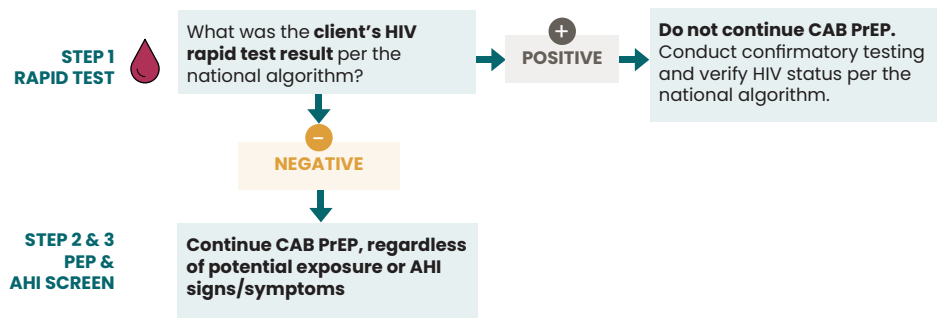 STEP 1
RAPID TEST
What was the client's HIV
rapid test result per the
national algorithm?
+
POSITIVE
Do not continue CAB PrEP.
Conduct confirmatory testing
and verify HIV status per the
national algorithm.
–
NEGATIVE
STEP 2 & 3
PEP &
AHI SCREEN
Continue CAB PrEP, regardless
of potential exposure or AHI
signs/symptoms